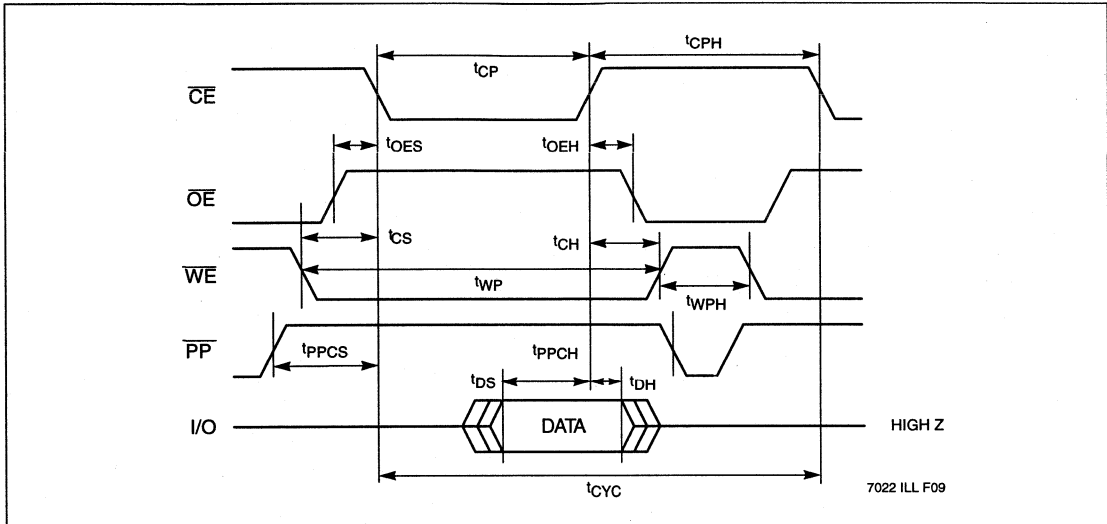 tCP
tCPH
CE
tOES
tOEH
OE
tCS
tCH
WE
tWP
tWPH
PP
tPPCS
tPPCH
tDS
tDH
I/O
DATA
HIGH Z
tCYC
7022 ILL F09